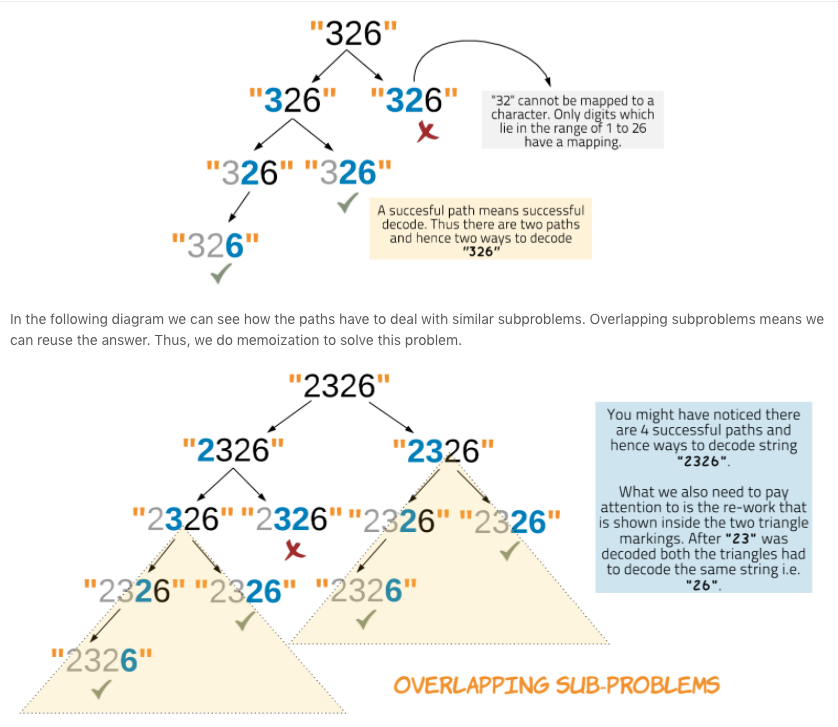 "326"
"326" "326"
"32" cannot be mapped to a
character. Only digits which
lie in the range of 1 to 26
have a mapping.
"326" "326"
A succesful path means successful
decode. Thus there are two paths
and hence two ways to decode
"326"
"326"
In the following diagram we can see how the paths have to deal with similar subproblems. Overlapping subproblems means we
can reuse the answer. Thus, we do memoization to solve this problem.
"2326"
"2326" "2326"
You might have noticed there
are 4 successful paths and
hence ways to decode string
"2326".
What we also need to pay
attention to is the re-work that
is shown inside the two triangle
markings. After "23" was
decoded both the triangles had
to decode the same string i.e.
"26".
"2326" "2326" "2326" "2326"
"2326" "2326" "2326"
"2326"
OVERLAPPING SUB-PROBLEMS